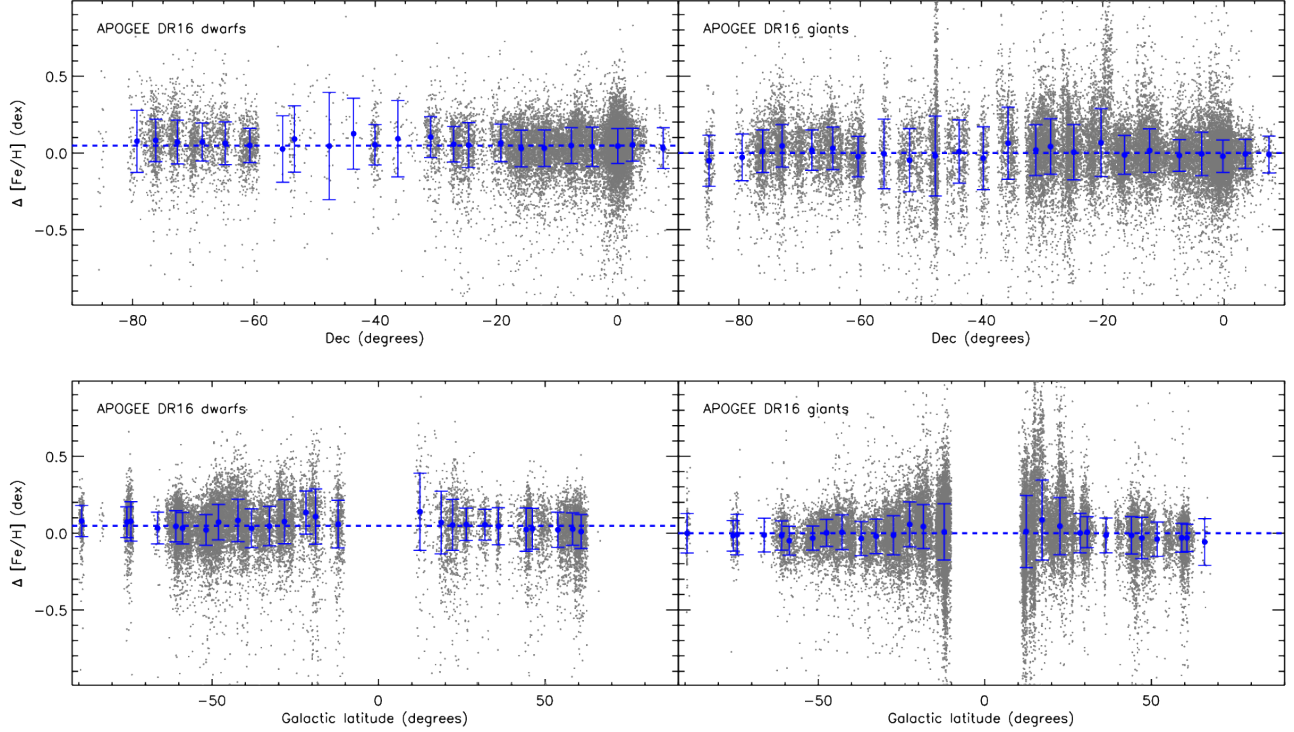 APOGEE DR16 dwarfs
APOGEE DR16 giants
Δ [Fe/H] (dex)
0.5
0.0
−0.5
−80 −60 −40 −20 0
−80 −60 −40 −20 0
Dec (degrees)
Dec (degrees)
APOGEE DR16 dwarfs
APOGEE DR16 giants
Δ [Fe/H] (dex)
0.5
0.0
−0.5
−50 0 50
−50 0 50
Galactic latitude (degrees)
Galactic latitude (degrees)